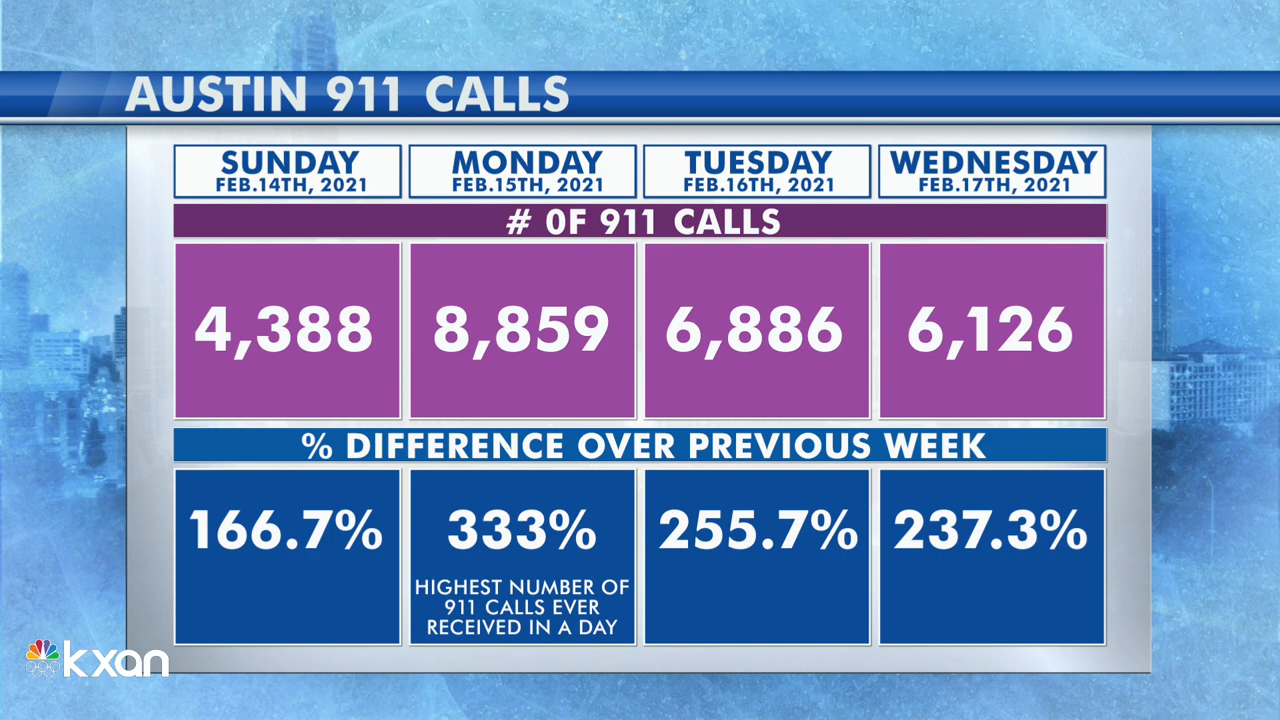 AUSTIN 911 CALLS
SUNDAY
FEB.14TH, 2021
MONDAY
FEB.15TH, 2021
TUESDAY
FEB.16TH, 2021
WEDNESDAY
FEB.17TH, 2021
# 0F 911 CALLS
4,388
8,859
6,886
6,126
% DIFFERENCE OVER PREVIOUS WEEK
166.7%
333%
HIGHEST NUMBER OF
911 CALLS EVER
RECEIVED IN A DAY
255.7%
237.3%
kxan